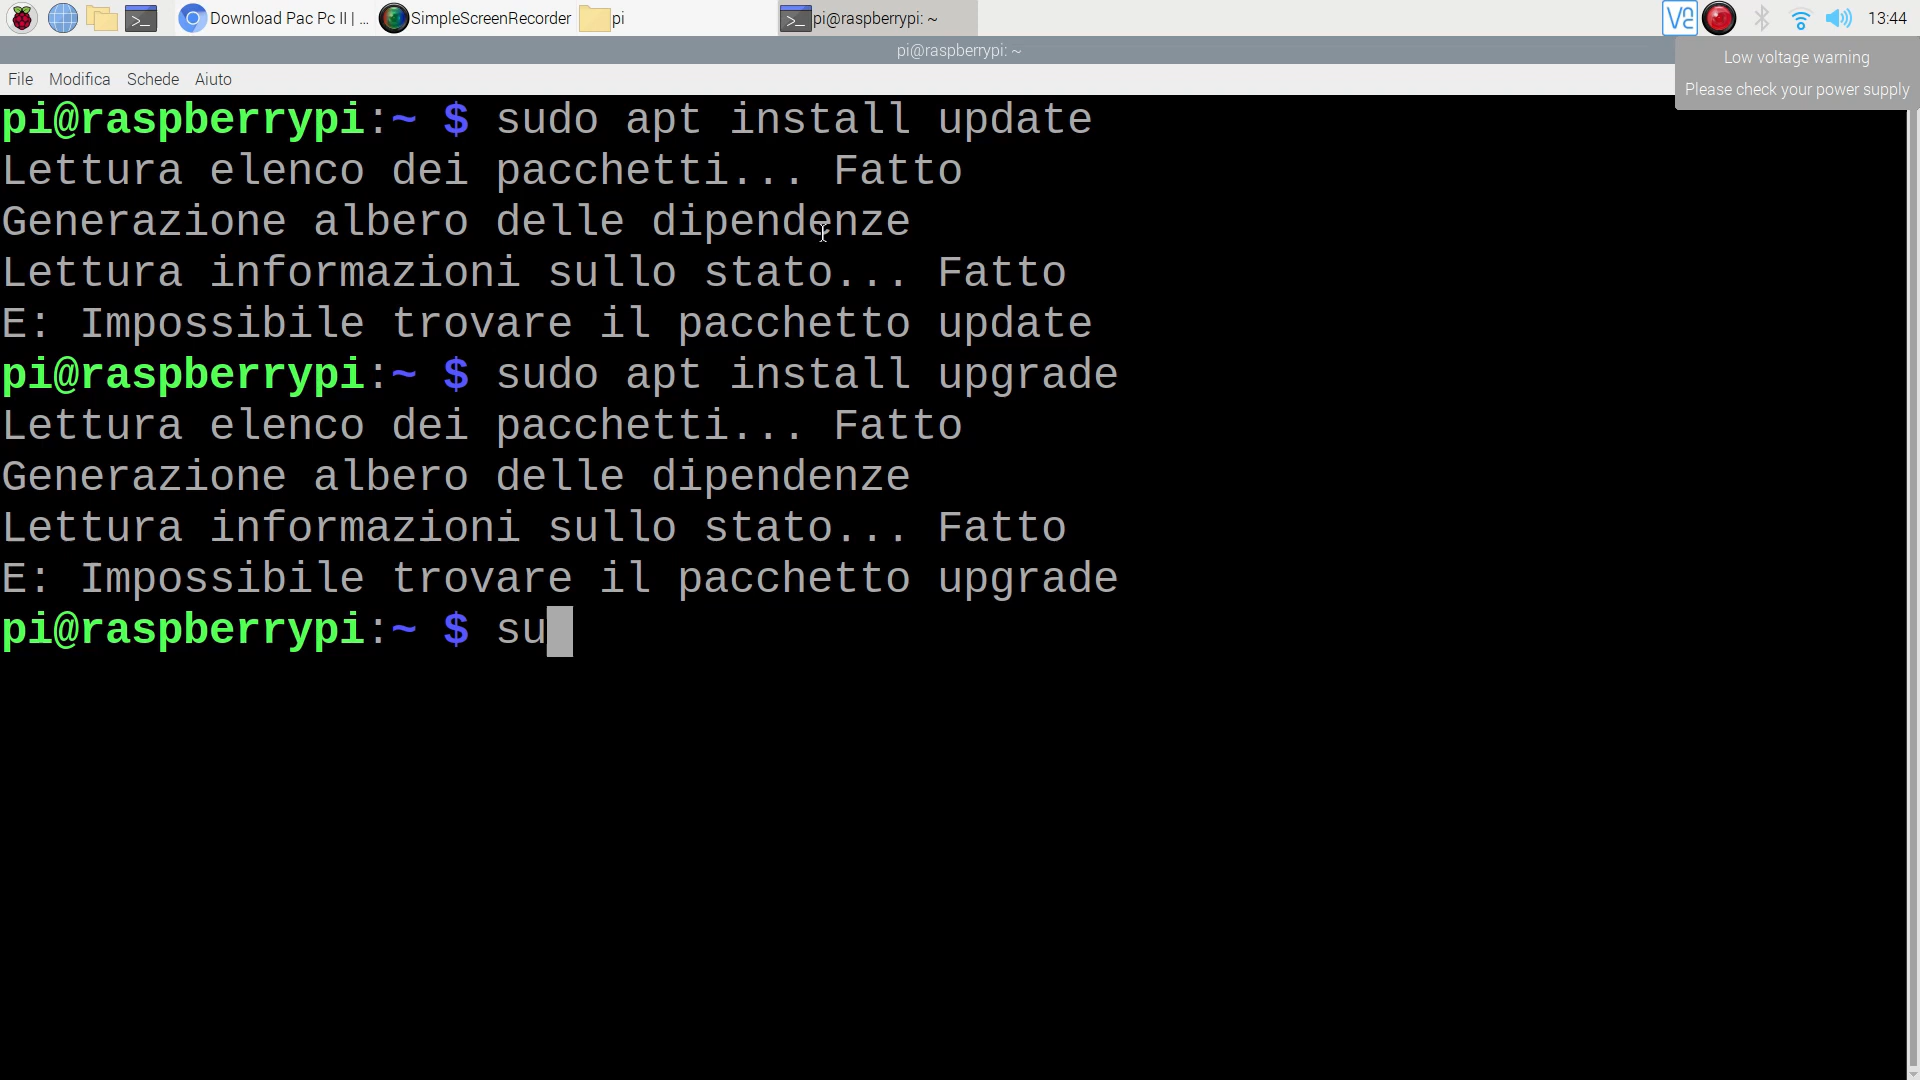 Download Pac Pc II | ...
SimpleScreenRecorder
pi
pi@raspberrypi: ~
13:44
pi@raspberrypi: ~
Low voltage warning
Please check your power supply
File Modifica Schede Aiuto
pi@raspberrypi:~ $ sudo apt install update
Lettura elenco dei pacchetti... Fatto
Generazione albero delle dipendenze
Lettura informazioni sullo stato... Fatto
E: Impossibile trovare il pacchetto update
pi@raspberrypi:~ $ sudo apt install upgrade
Lettura elenco dei pacchetti... Fatto
Generazione albero delle dipendenze
Lettura informazioni sullo stato... Fatto
E: Impossibile trovare il pacchetto upgrade
pi@raspberrypi:~ $ su